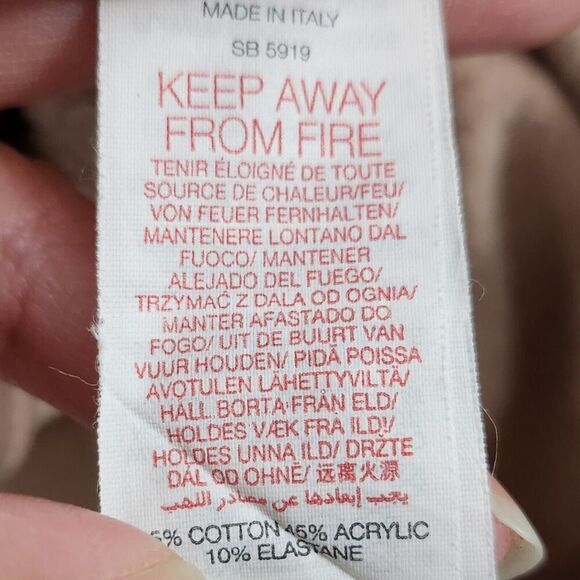 MADE IN ITALY
SB 5919
KEEP AWAY
FROM FIRE
TENIR ÉLOIGNÉ DE TOUTE
SOURCE DE CHALEUR/FEU/
VON FEUER FERNHALTEN/
MANTENERE LONTANO DAL
FUOCO/ MANTENER
ALEJADO DEL FUEGO/
TRZYMAĆ Z DALA OD OGNIA/
MANTER AFASTADO DO
FOGO/ UIT DE BUURT VAN
VUUR HOUDEN/ PIDÄ POISSA
AVOTULEN LÄHETTYVILTÄ/
HÅLL BORTA FRÅN ELD/
HOLDES VÆK FRA ILD!/
HOLDES UNNA ILD/ DRŽTE
DÁL OD OHNĚ/ 远离火源
يجب إبعادها عن مصادر اللهب
5% COTTON 45% ACRYLIC
10% ELASTANE